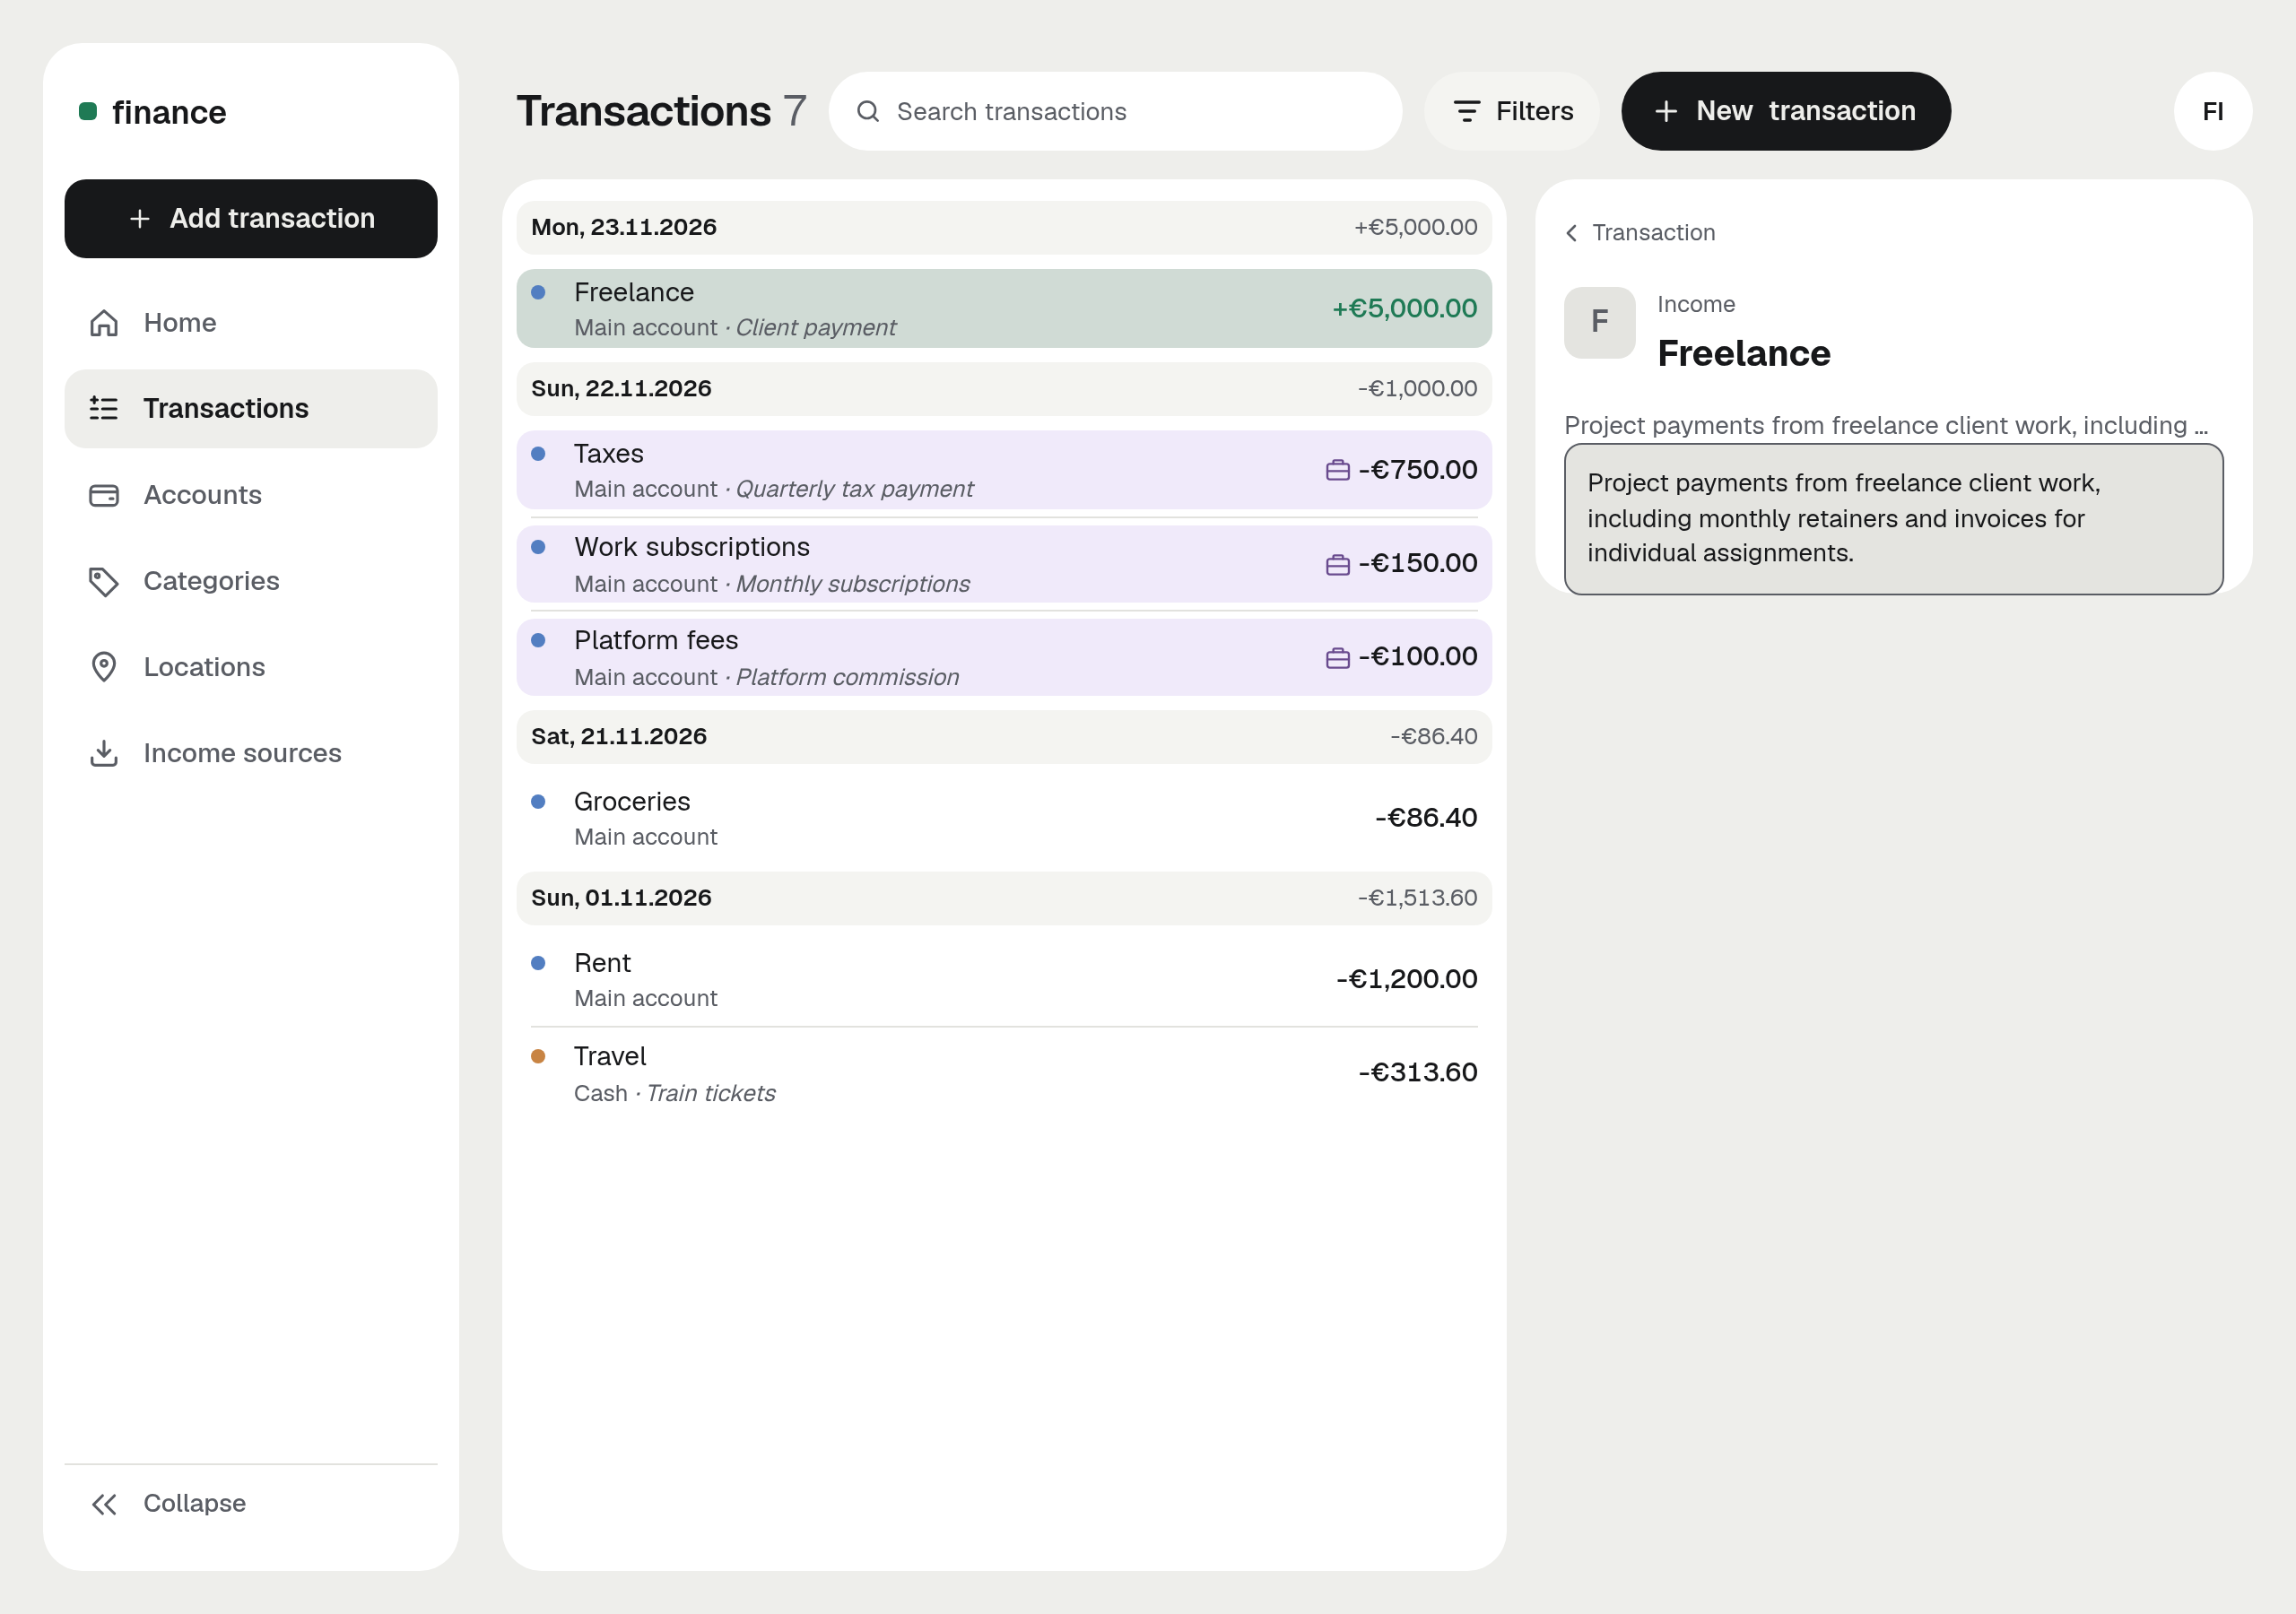 finance
Add transaction
Home
Transactions
Accounts
Categories
Locations
Income sources
Collapse
Transactions 7
Search transactions
Filters
New transaction
FI
Mon, 23.11.2026 +€5,000.00
Freelance
Main account · Client payment
+€5,000.00
Sun, 22.11.2026 -€1,000.00
Taxes
Main account · Quarterly tax payment
-€750.00
Work subscriptions
Main account · Monthly subscriptions
-€150.00
Platform fees
Main account · Platform commission
-€100.00
Sat, 21.11.2026 -€86.40
Groceries
Main account
-€86.40
Sun, 01.11.2026 -€1,513.60
Rent
Main account
-€1,200.00
Travel
Cash · Train tickets
-€313.60
Transaction
F
Income
Freelance
Project payments from freelance client work, including ...
Project payments from freelance client work,
including monthly retainers and invoices for
individual assignments.